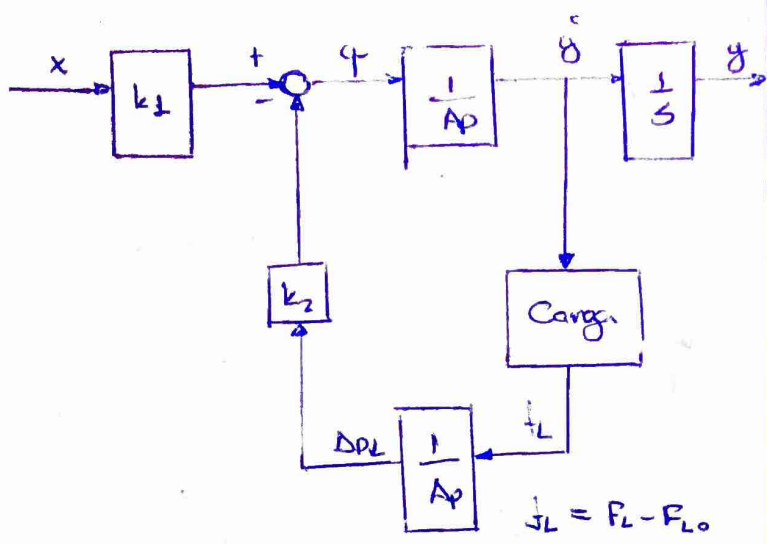 x
k1
+
-
q
1
Ap
ẏ
1
S
y
k2
Carga
ΔpL
1
Ap
fL
fL = FL - FL0